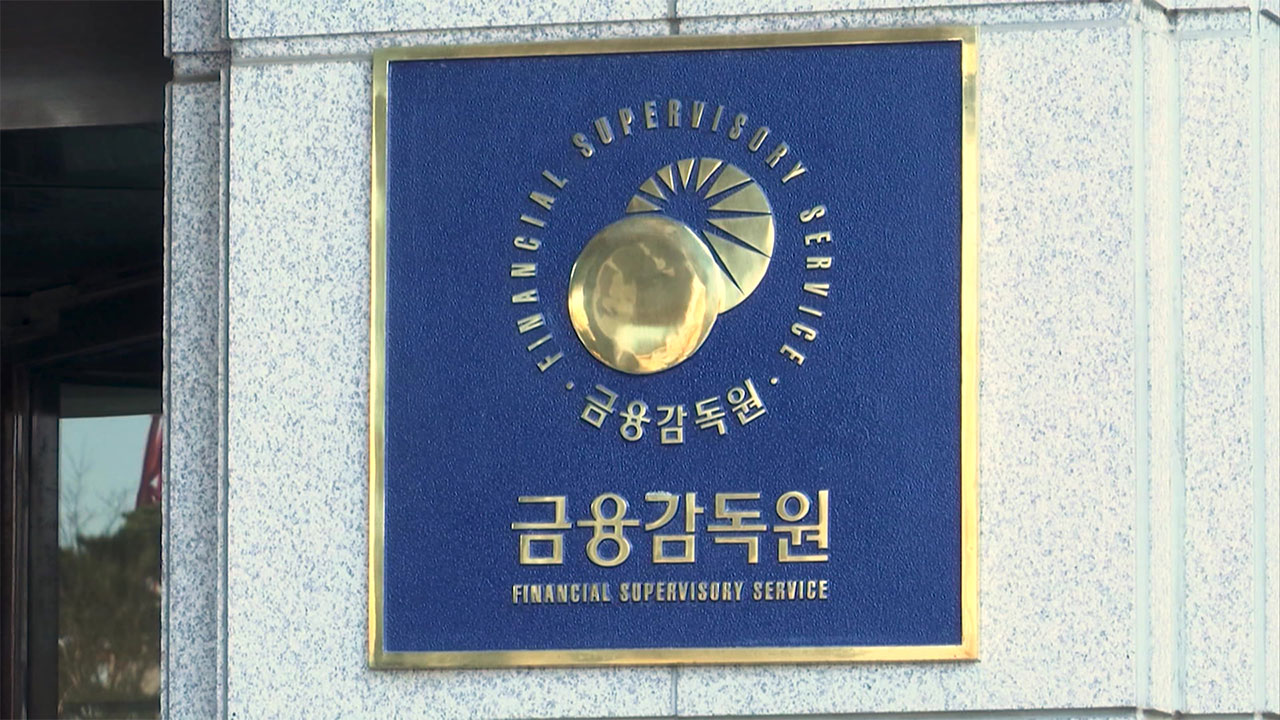 FINANCIAL SUPERVISORY SERVICE
· 금융감독원 ·
금융감독원
FINANCIAL SUPERVISORY SERVICE